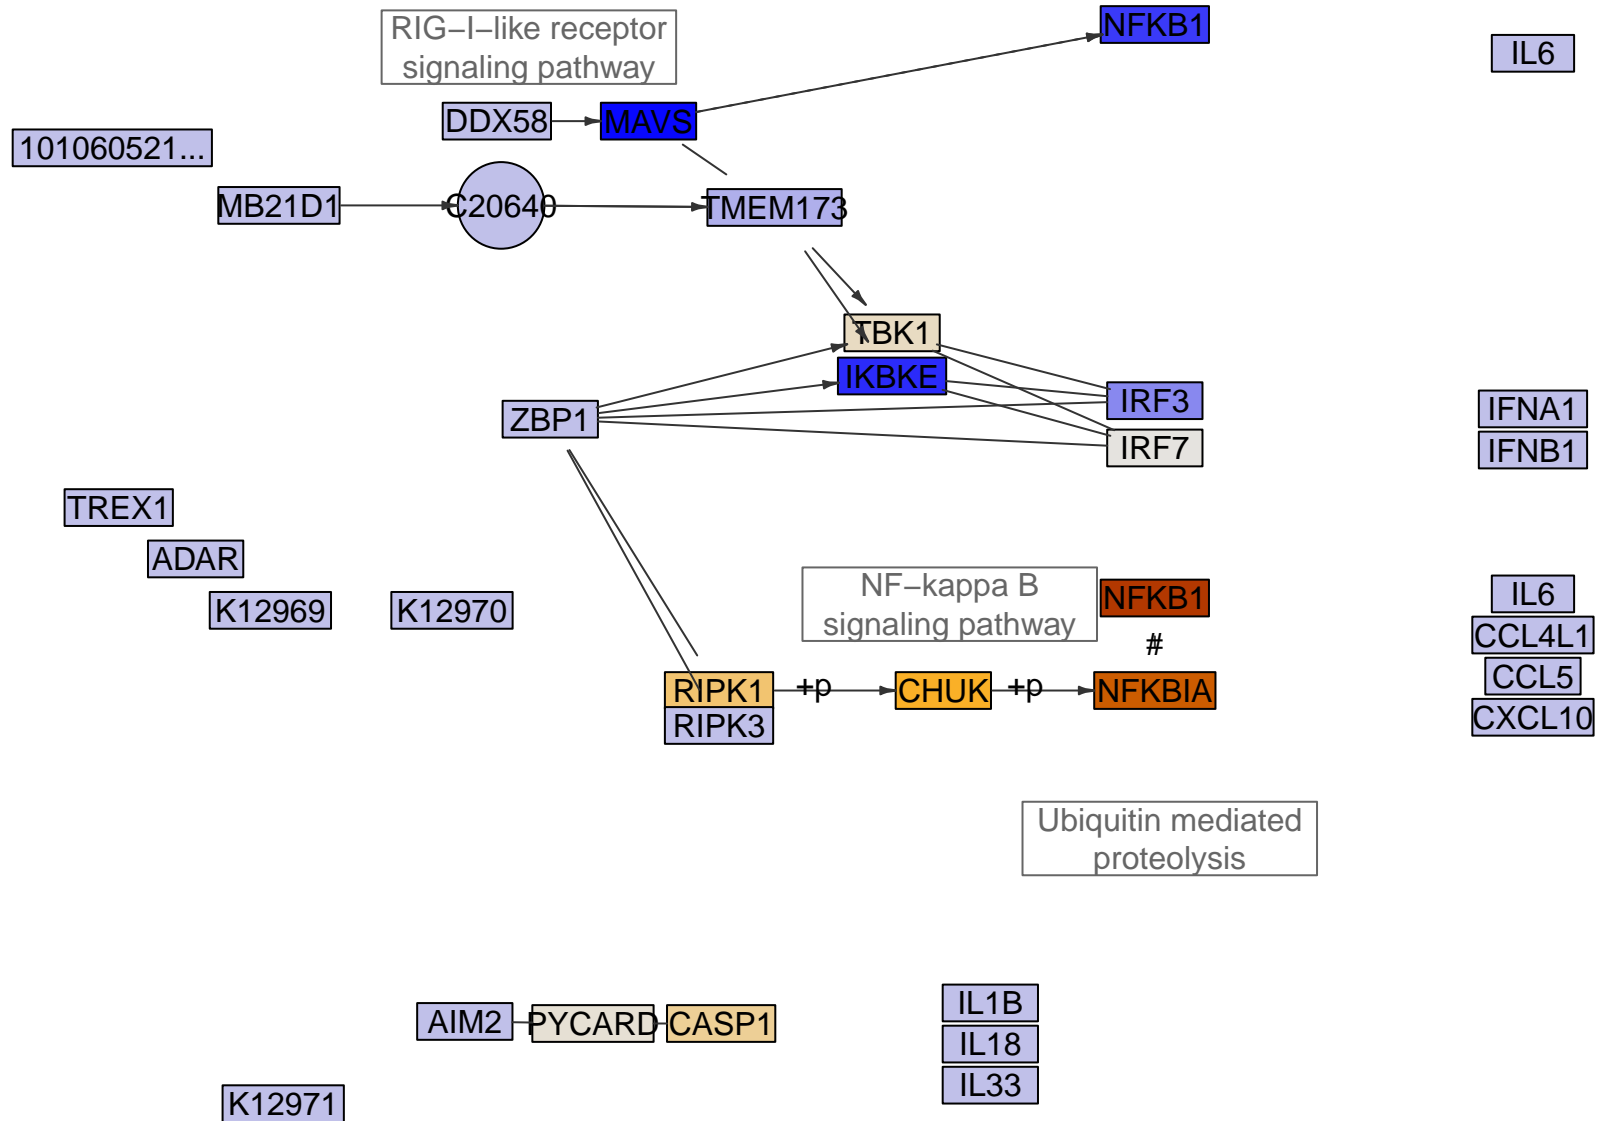 RIG−I−like receptor
signaling pathway
NFKB1
IL6
DDX58
MAVS
101060521...
MB21D1
C20640
TMEM173
TBK1
IKBKE
ZBP1
IRF3
IFNA1
IRF7
IFNB1
TREX1
ADAR
K12969
K12970
NF−kappa B
signaling pathway
NFKB1
IL6
#
CCL4L1
RIPK1
+p
CHUK
+p
NFKBIA
CCL5
RIPK3
CXCL10
Ubiquitin mediated
proteolysis
AIM2
PYCARD
CASP1
IL1B
IL18
IL33
K12971